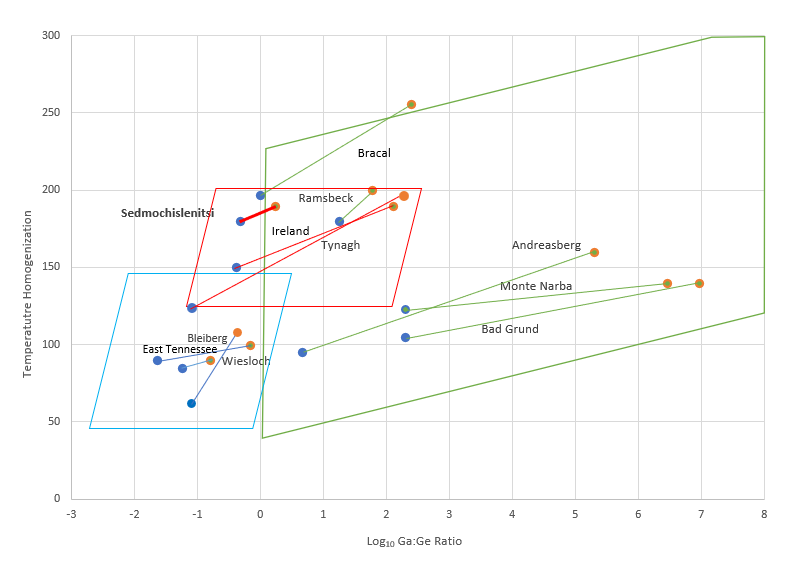 300
250
200
150
100
50
0
-3 -2 -1 0 1 2 3 4 5 6 7 8
Temperatutre Homogenization
Log₁₀ Ga:Ge Ratio
Bracal
Ramsbeck
Sedmochislenitsi
Ireland
Tynagh
Andreasberg
Monte Narba
Bad Grund
Bleiberg
East Tennessee
Wiesloch